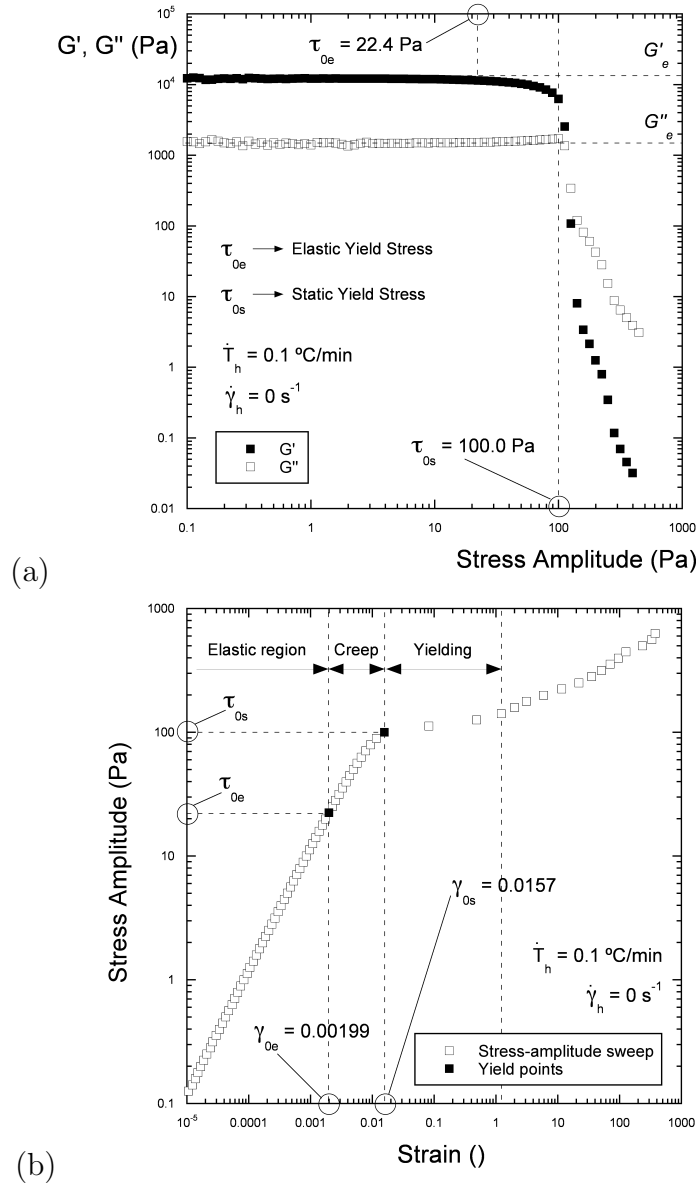 G', G'' (Pa)
τ0e = 22.4 Pa
G'e
G''e
10^4
1000
100
10
1
0.1
0.01
10^5
τ0e → Elastic Yield Stress
τ0s → Static Yield Stress
Ṫh = 0.1 ºC/min
γ̇h = 0 s^-1
G'
G''
τ0s = 100.0 Pa
0.1
1
10
100
1000
Stress Amplitude (Pa)
(a)
1000
100
10
1
0.1
Stress Amplitude (Pa)
Elastic region
Creep
Yielding
τ0s
τ0e
γ0s = 0.0157
γ0e = 0.00199
Ṫh = 0.1 ºC/min
γ̇h = 0 s^-1
Stress-amplitude sweep
Yield points
10^-5
0.0001
0.001
0.01
0.1
1
10
100
1000
Strain ()
(b)